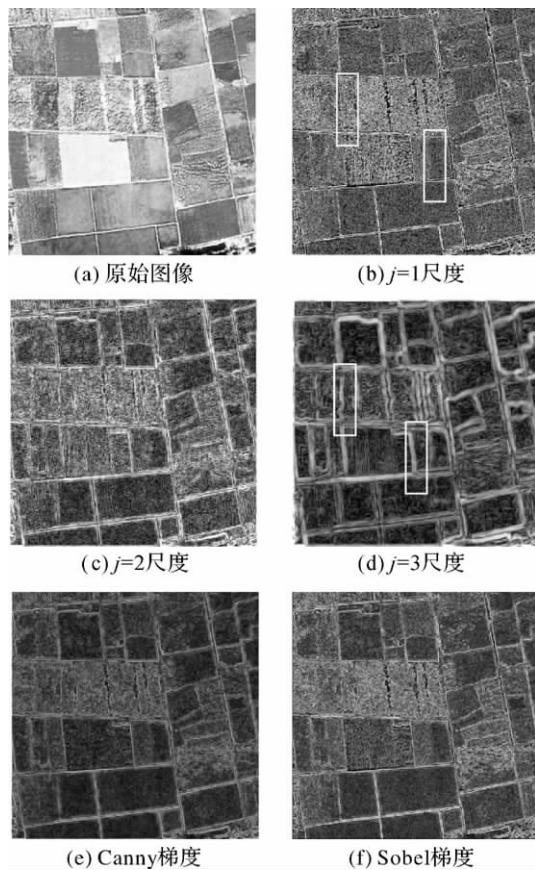 (a) 原始图像
(b) j=1尺度
(c) j=2尺度
(d) j=3尺度
(e) Canny梯度
(f) Sobel梯度